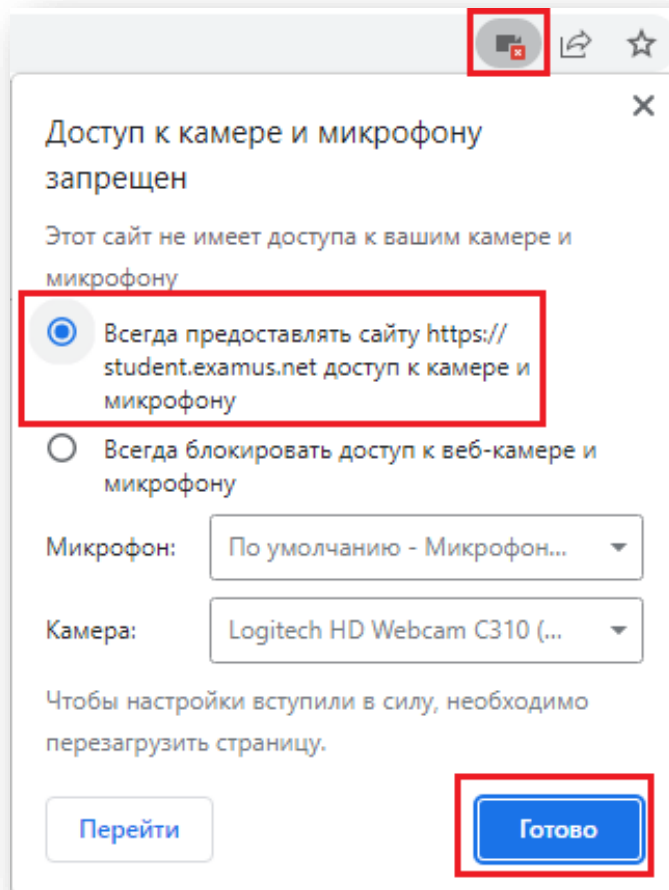 Доступ к камере и микрофону
запрещен
Этот сайт не имеет доступа к вашим камере и
микрофону
Всегда предоставлять сайту https://
student.examus.net доступ к камере и
микрофону
Всегда блокировать доступ к веб-камере и
микрофону
Микрофон: По умолчанию - Микрофон...
Камера: Logitech HD Webcam C310 (...
Чтобы настройки вступили в силу, необходимо
перезагрузить страницу.
Перейти Готово